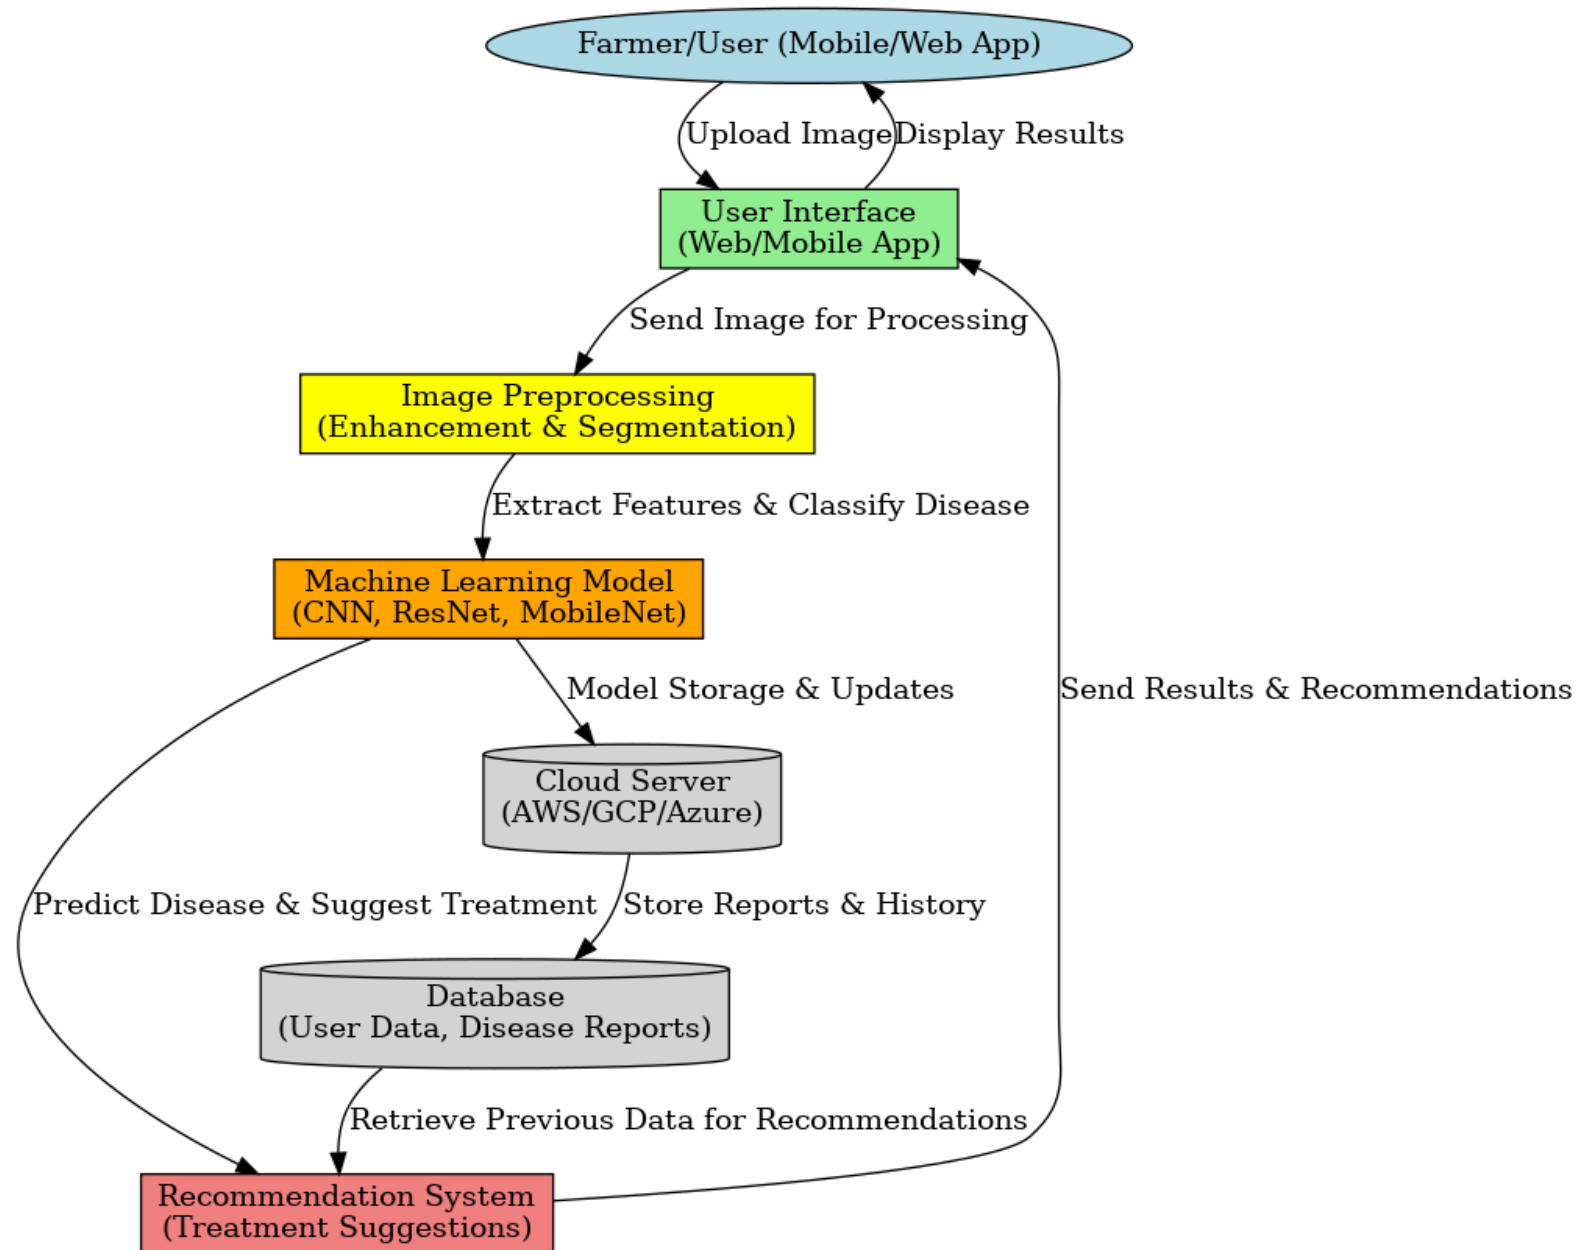 Farmer/User (Mobile/Web App)
Upload Image
Display Results
User Interface
(Web/Mobile App)
Send Image for Processing
Image Preprocessing
(Enhancement & Segmentation)
Extract Features & Classify Disease
Machine Learning Model
(CNN, ResNet, MobileNet)
Model Storage & Updates
Send Results & Recommendations
Cloud Server
(AWS/GCP/Azure)
Predict Disease & Suggest Treatment
Store Reports & History
Database
(User Data, Disease Reports)
Retrieve Previous Data for Recommendations
Recommendation System
(Treatment Suggestions)